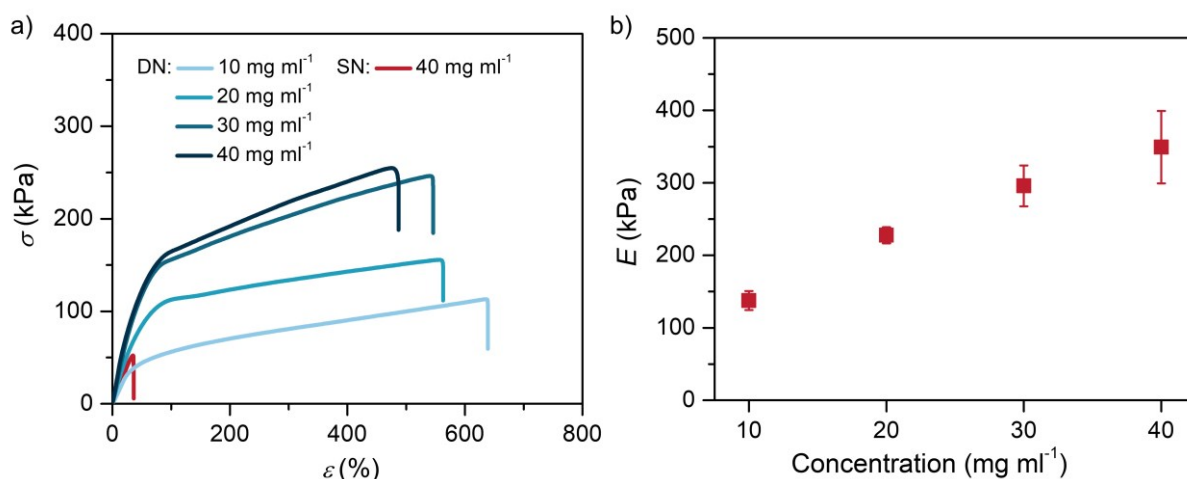 a)
400
300
200
100
0
σ (kPa)
DN: 10 mg ml⁻¹ SN: 40 mg ml⁻¹
20 mg ml⁻¹
30 mg ml⁻¹
40 mg ml⁻¹
0 200 400 600 800
ε (%)
b)
500
400
300
200
100
0
E (kPa)
10 20 30 40
Concentration (mg ml⁻¹)